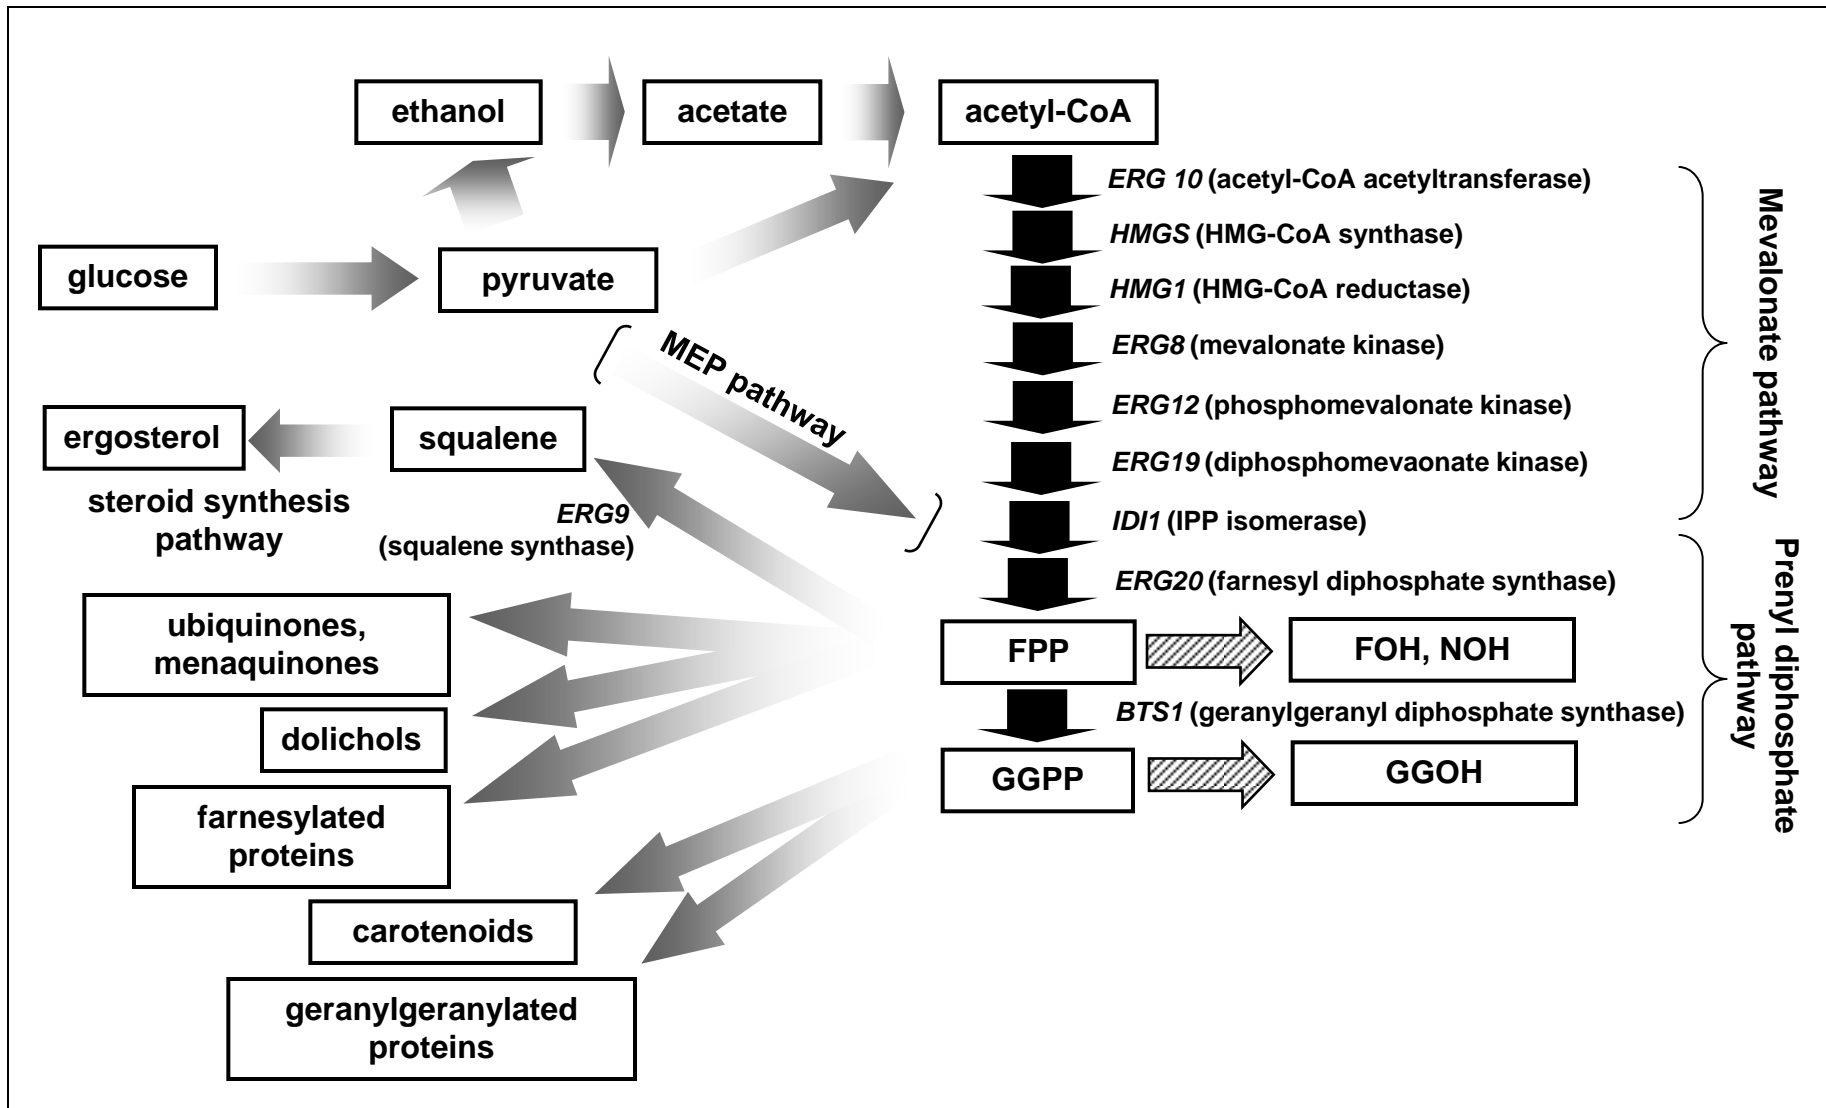 ethanol
acetate
acetyl-CoA
ERG 10 (acetyl-CoA acetyltransferase)
HMGS (HMG-CoA synthase)
glucose
pyruvate
HMG1 (HMG-CoA reductase)
MEP pathway
ERG8 (mevalonate kinase)
ERG12 (phosphomevalonate kinase)
ergosterol
squalene
ERG19 (diphosphomevaonate kinase)
steroid synthesis
pathway
ERG9
(squalene synthase)
IDI1 (IPP isomerase)
Mevalonate pathway
ERG20 (farnesyl diphosphate synthase)
ubiquinones,
menaquinones
FPP
FOH, NOH
BTS1 (geranylgeranyl diphosphate synthase)
dolichols
GGPP
GGOH
Prenyl diphosphate
pathway
farnesylated
proteins
carotenoids
geranylgeranylated
proteins